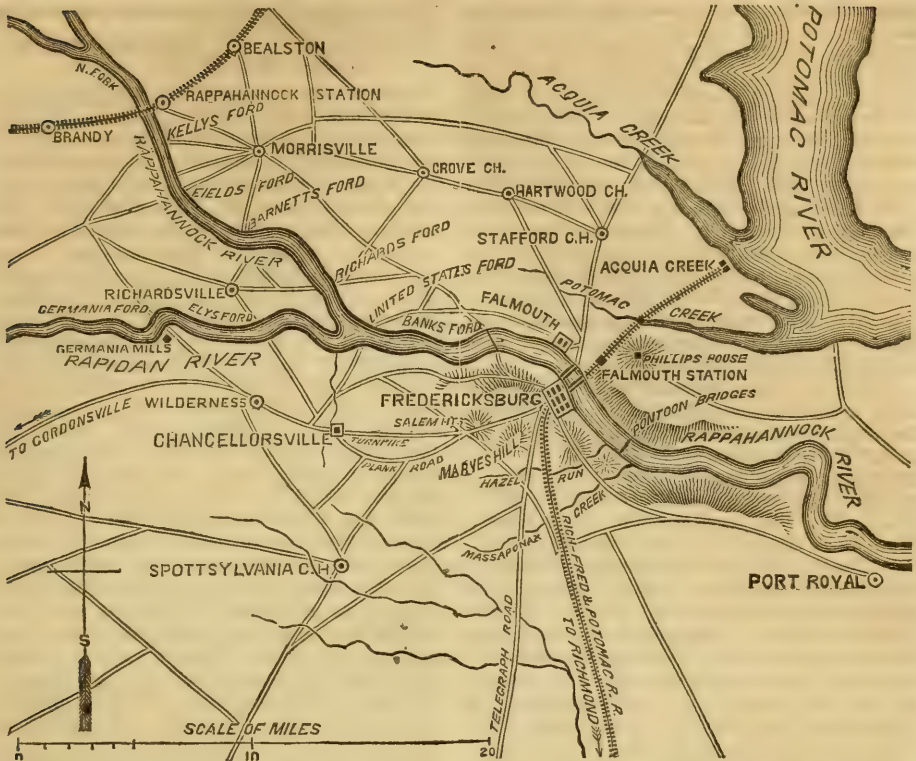 POTOMAC RIVER
N. FORK
BEALSTON
RAPPAHANNOCK STATION
KELLYS FORD
BRANDY
ACQUIA CREEK
MORRISVILLE
GROVE CH.
HARTWOOD CH.
RAPPAHANNOCK RIVER
FIELDS FORD
BARNETTS FORD
STAFFORD C.H.
RICHARDS FORD
ACQUIA CREEK
RICHARDSVILLE
UNITED STATES FORD
POTOMAC CREEK
GERMANIA FORD
ELYS FORD
BANKS FORD
FALMOUTH
GERMANIA MILLS
RAPIDAN RIVER
PHILLIPS HOUSE
FALMOUTH STATION
TO GORDONSVILLE
WILDERNESS
FREDERICKSBURG
PONTOON BRIDGES
SALEM HT.
CHANCELLORSVILLE
TURNPIKE
RAPPAHANNOCK RIVER
PLANK ROAD
MARYES HILL
HAZEL RUN
N
MASSAPONAX CREEK
SPOTTSYLVANIA C.H.
PORT ROYAL
RICH. FRED & POTOMAC R.R.
TO RICHMOND
TELEGRAPH ROAD
S
SCALE OF MILES
0 10 20